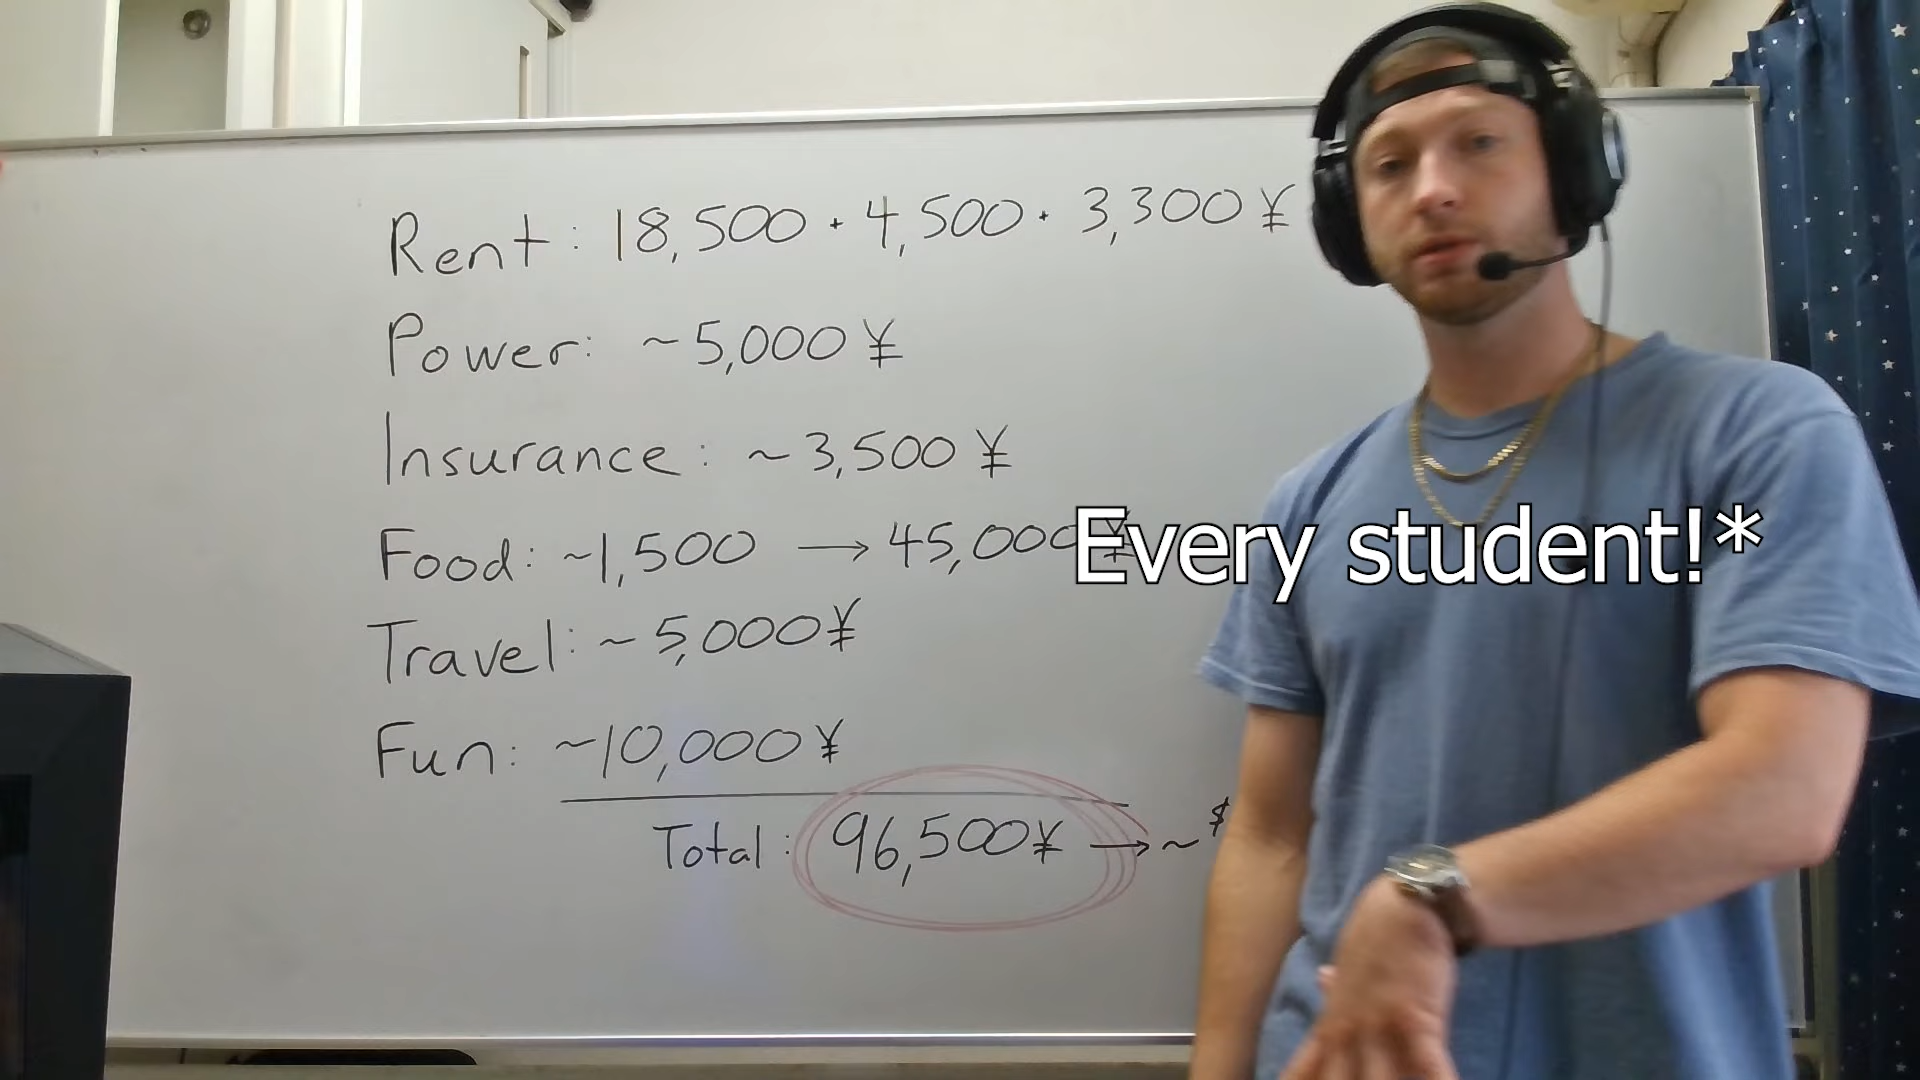 Rent: 18,500 + 4,500 + 3,300 ¥
Power: ~5,000 ¥
Insurance: ~3,500 ¥
Food: ~1,500 → 45,000 ¥
Every student!*
Travel: ~5,000 ¥
Fun: ~10,000 ¥
Total: 96,500 ¥ → ~$